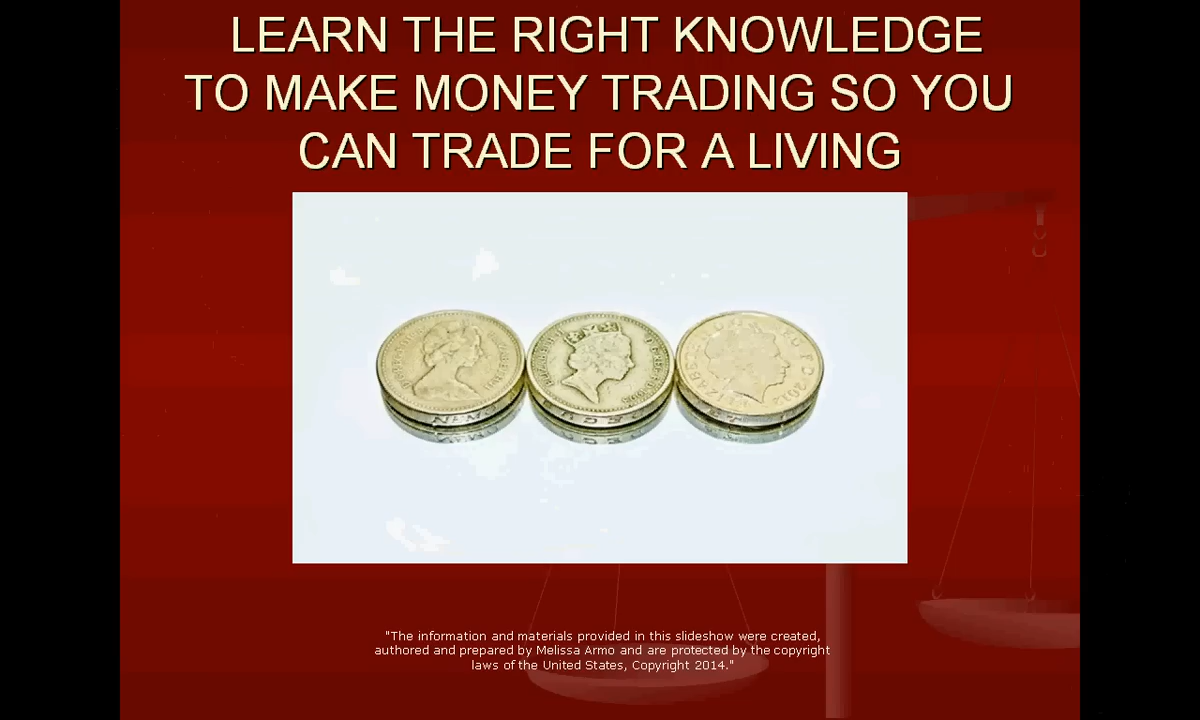 LEARN THE RIGHT KNOWLEDGE
TO MAKE MONEY TRADING SO YOU
CAN TRADE FOR A LIVING
"The information and materials provided in this slideshow were created,
authored and prepared by Melissa Armo and are protected by the copyright
laws of the United States, Copyright 2014."